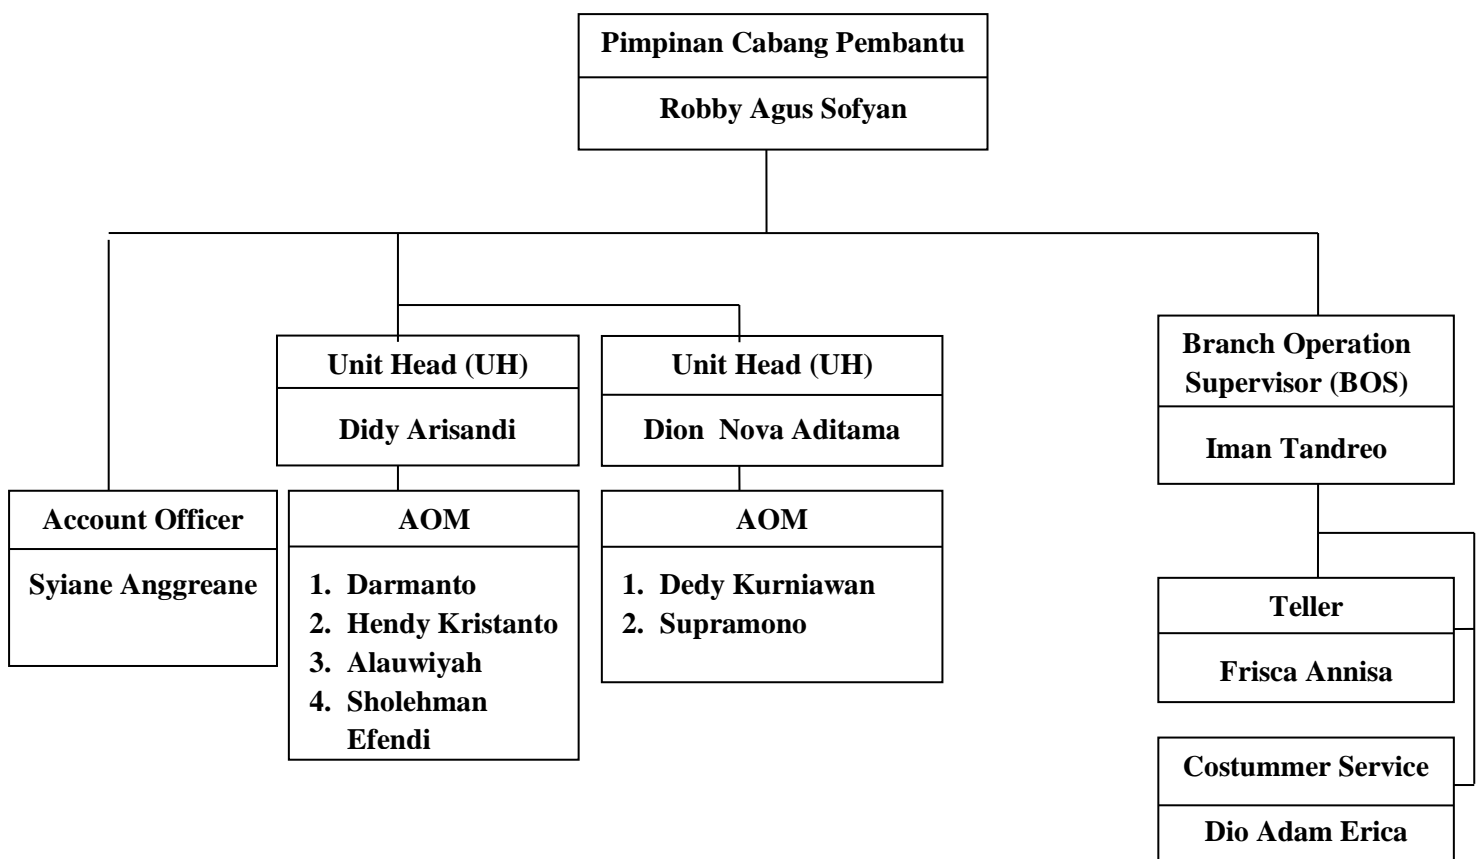 Pimpinan Cabang Pembantu
Robby Agus Sofyan
Unit Head (UH)
Didy Arisandi
Unit Head (UH)
Dion Nova Aditama
Branch Operation
Supervisor (BOS)
Iman Tandreo
Account Officer
Syiane Anggreane
AOM
1. Darmanto
2. Hendy Kristanto
3. Alauwiyah
4. Sholehman
Efendi
AOM
1. Dedy Kurniawan
2. Supramono
Teller
Frisca Annisa
Costummer Service
Dio Adam Erica